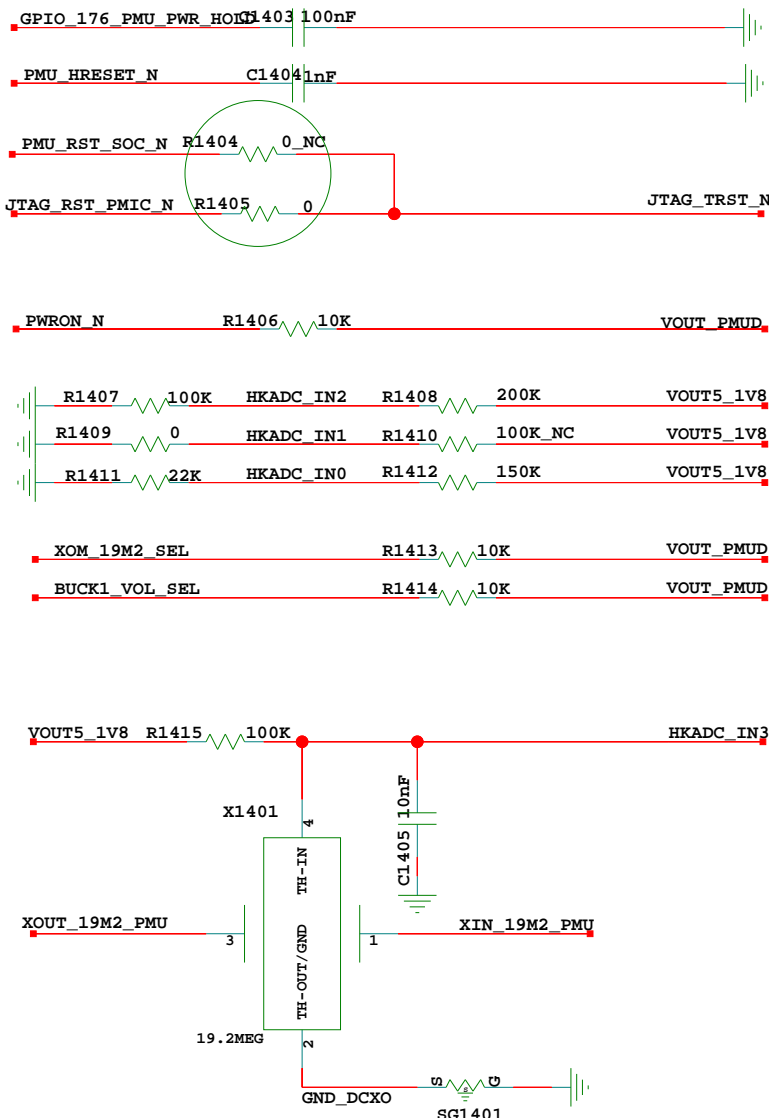 GPIO_176_PMU_PWR_HOLD C1403 100nF
PMU_HRESET_N C1404 1nF
PMU_RST_SOC_N R1404 0_NC
JTAG_RST_PMIC_N R1405 0 JTAG_TRST_N
PWRON_N R1406 10K VOUT_PMUD
R1407 100K HKADC_IN2 R1408 200K VOUT5_1V8
R1409 0 HKADC_IN1 R1410 100K_NC VOUT5_1V8
R1411 22K HKADC_IN0 R1412 150K VOUT5_1V8
XOM_19M2_SEL R1413 10K VOUT_PMUD
BUCK1_VOL_SEL R1414 10K VOUT_PMUD
VOUT5_1V8 R1415 100K HKADC_IN3
X1401
4
TH-IN
C1405 10nF
XOUT_19M2_PMU 3
1 XIN_19M2_PMU
TH-OUT/GND
19.2MEG
2
GND_DCXO
S s G
SG1401